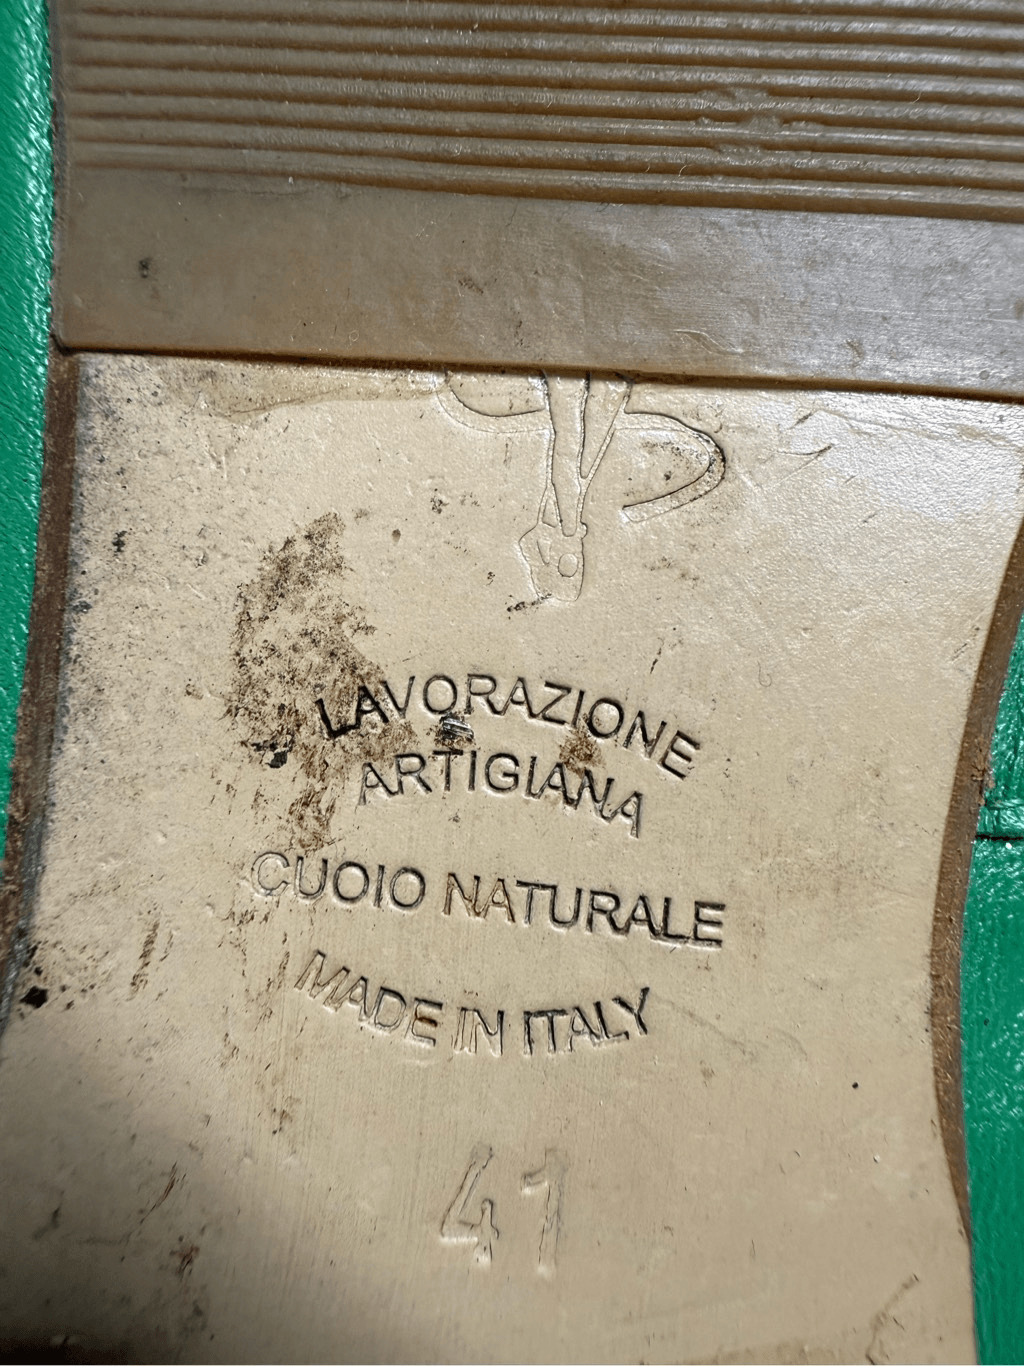 LAVORAZIONE
ARTIGIANA
CUOIO NATURALE
MADE IN ITALY
41